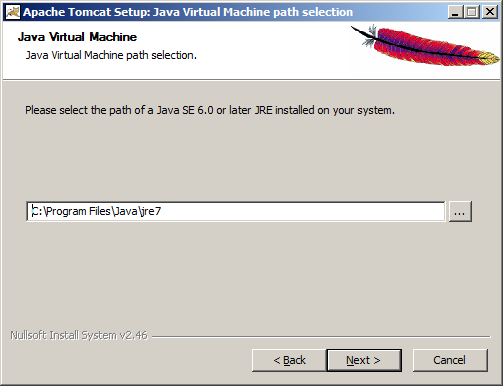 Apache Tomcat Setup: Java Virtual Machine path selection
Java Virtual Machine
Java Virtual Machine path selection.
Please select the path of a Java SE 6.0 or later JRE installed on your system.
C:\Program Files\Java\jre7
...
Nullsoft Install System v2.46
< Back Next > Cancel